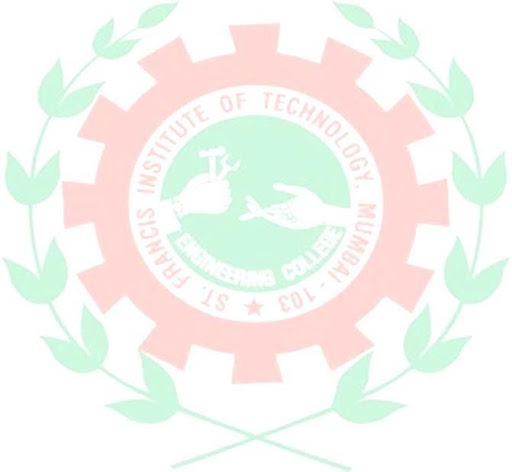 ST. FRANCIS INSTITUTE OF TECHNOLOGY, MUMBAI - 103
ENGINEERING COLLEGE